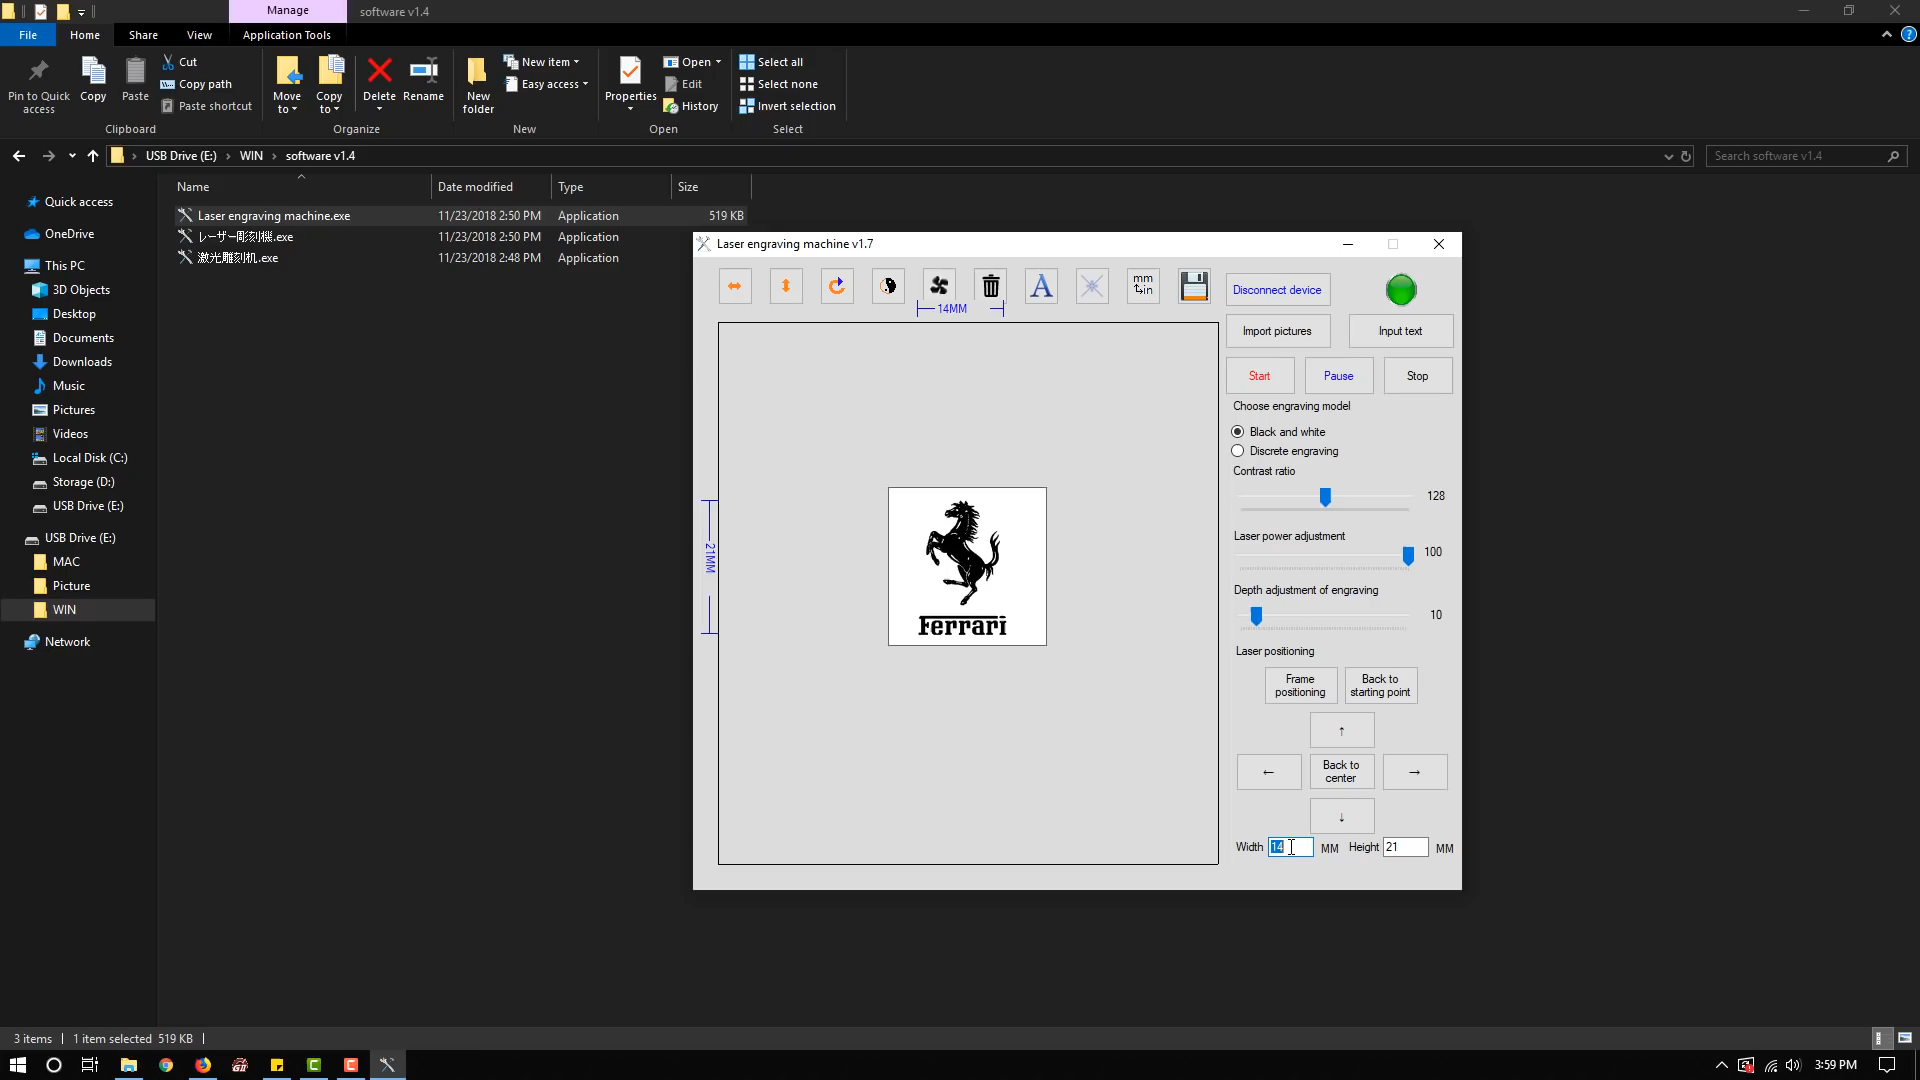 Manage
software v1.4
File
Home
Share
View
Application Tools
Pin to Quick
access
Copy
Paste
Cut
Copy path
Paste shortcut
Clipboard
Move
to
Copy
to
Delete
Rename
Organize
New
folder
New item
Easy access
New
Properties
Open
Edit
History
Open
Select all
Select none
Invert selection
Select
USB Drive (E:) > WIN > software v1.4
Search software v1.4
Name
Date modified
Type
Size
Laser engraving machine.exe
11/23/2018 2:50 PM
Application
519 KB
レーザー彫刻機.exe
11/23/2018 2:50 PM
Application
激光雕刻机.exe
11/23/2018 2:48 PM
Application
Quick access
OneDrive
This PC
3D Objects
Desktop
Documents
Downloads
Music
Pictures
Videos
Local Disk (C:)
Storage (D:)
USB Drive (E:)
USB Drive (E:)
MAC
Picture
WIN
Network
Laser engraving machine v1.7
A
mm
in
14MM
21MM
Ferrari
Disconnect device
Import pictures
Input text
Start
Pause
Stop
Choose engraving model
Black and white
Discrete engraving
Contrast ratio
128
Laser power adjustment
100
Depth adjustment of engraving
10
Laser positioning
Frame
positioning
Back to
starting point
↑
←
Back to
center
→
↓
Width 14 MM Height 21 MM
3 items
1 item selected 519 KB
3:59 PM